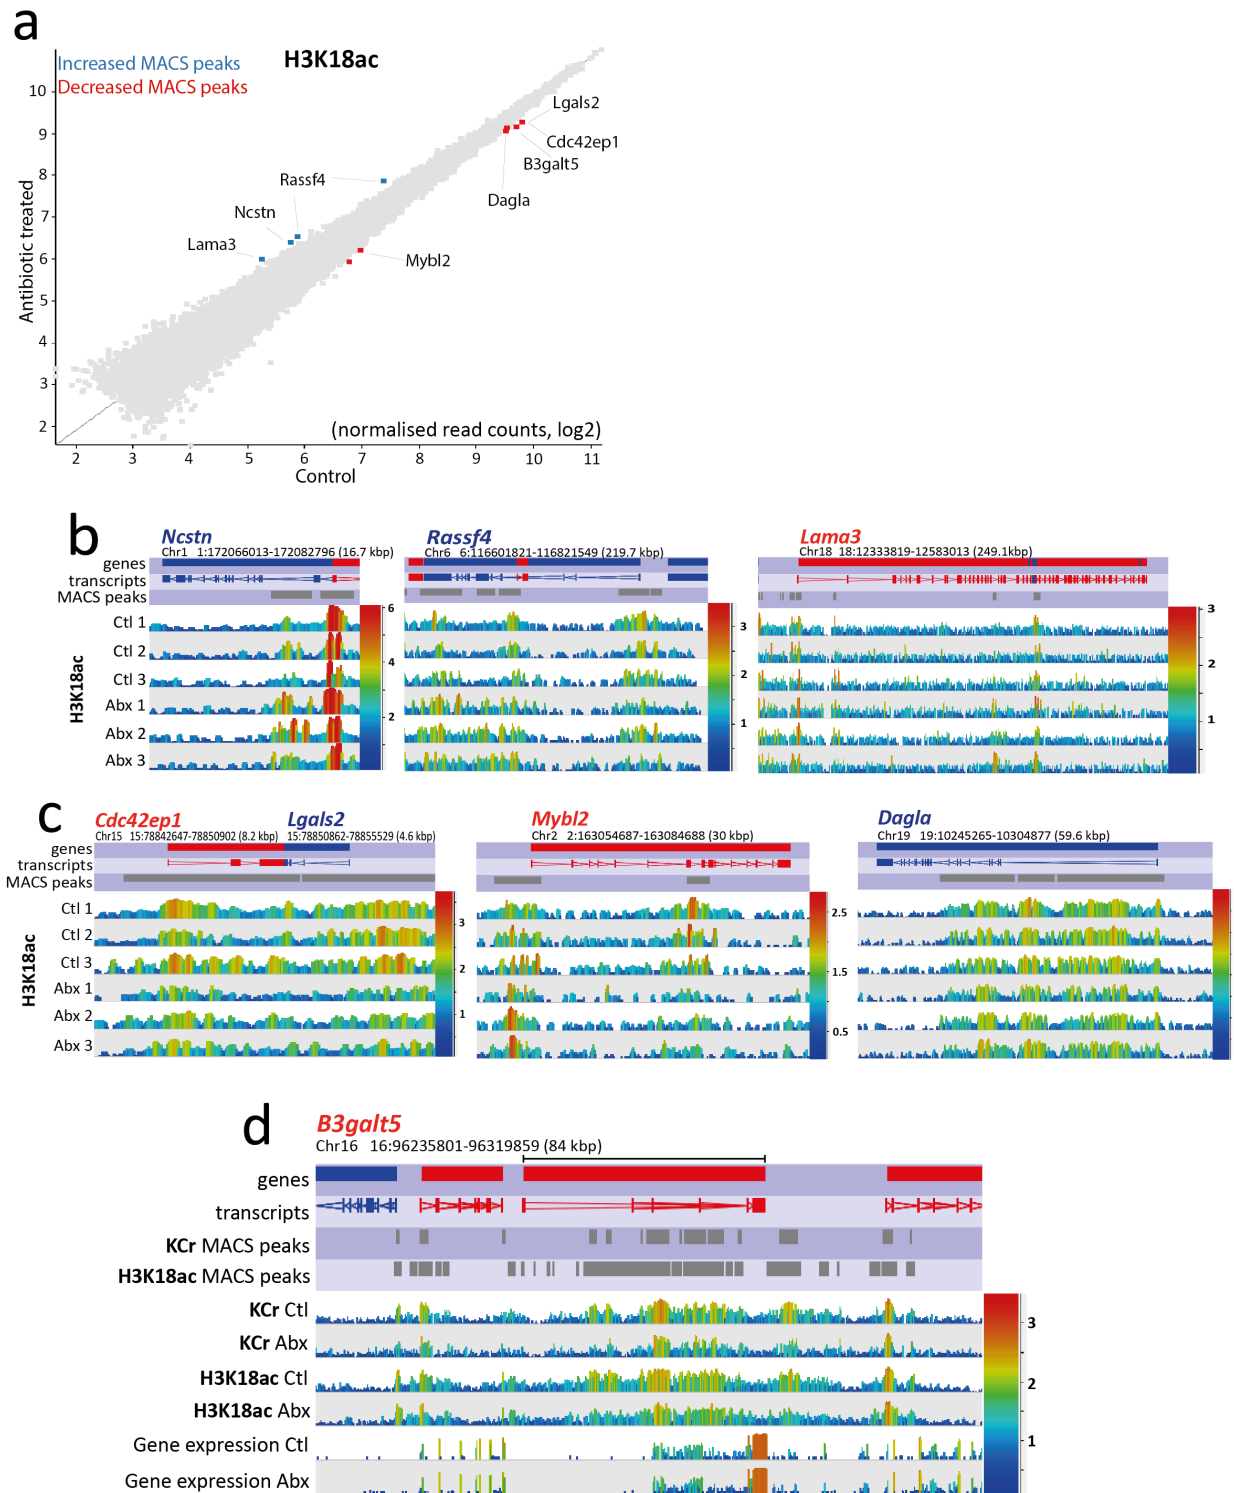 a
H3K18ac
Increased MACS peaks
Decreased MACS peaks
Antibiotic treated
10
9
8
7
6
5
4
3
2
Lgals2
Cdc42ep1
B3galt5
Dagla
Rassf4
Ncstn
Lama3
Mybl2
(normalised read counts, log2)
2 3 4 5 6 7 8 9 10 11
Control
b
Ncstn
Chr1 1:172066013-172082796 (16.7 kbp)
Rassf4
Chr6 6:116601821-116821549 (219.7 kbp)
Lama3
Chr18 18:12333819-12583013 (249.1kbp)
genes
transcripts
MACS peaks
H3K18ac
Ctl 1
Ctl 2
Ctl 3
Abx 1
Abx 2
Abx 3
6
4
2
3
2
1
3
2
1
c
Cdc42ep1
Chr15 15:78842647-78850902 (8.2 kbp)
Lgals2
15:78850862-78855529 (4.6 kbp)
Mybl2
Chr2 2:163054687-163084688 (30 kbp)
Dagla
Chr19 19:10245265-10304877 (59.6 kbp)
genes
transcripts
MACS peaks
H3K18ac
Ctl 1
Ctl 2
Ctl 3
Abx 1
Abx 2
Abx 3
3
2
1
2.5
1.5
0.5
d
B3galt5
Chr16 16:96235801-96319859 (84 kbp)
genes
transcripts
KCr MACS peaks
H3K18ac MACS peaks
KCr Ctl
KCr Abx
H3K18ac Ctl
H3K18ac Abx
Gene expression Ctl
Gene expression Abx
3
2
1